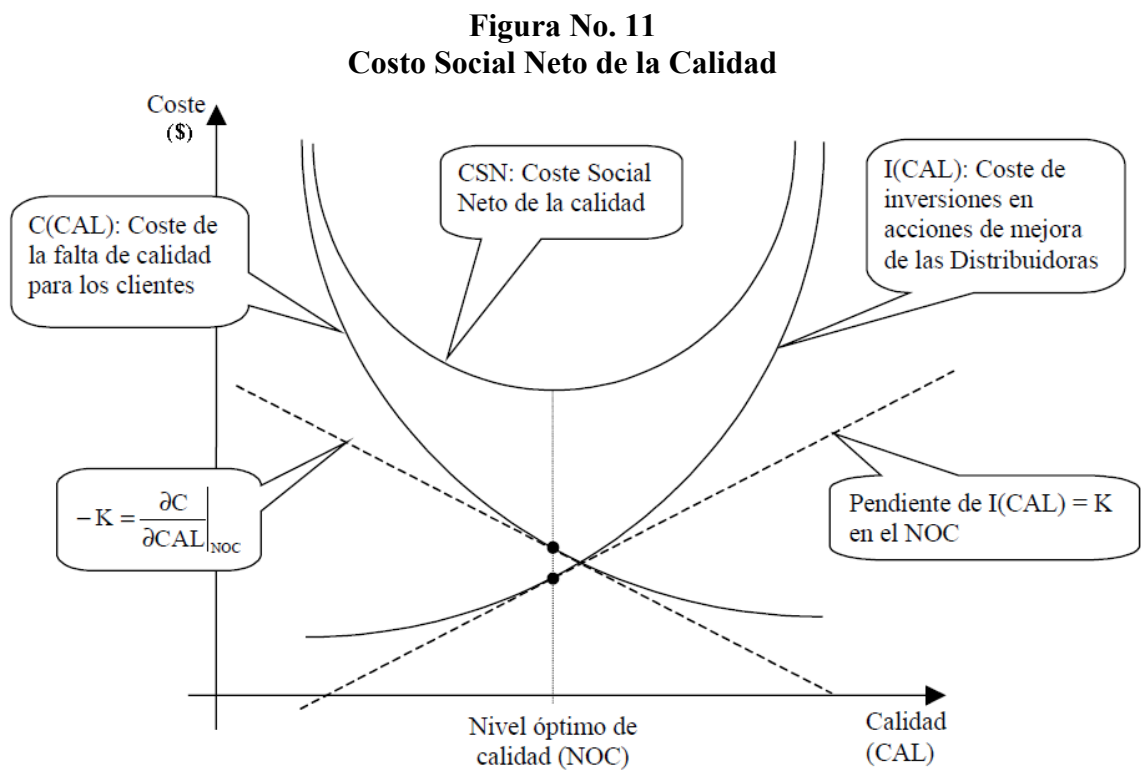 Figura No. 11
Costo Social Neto de la Calidad
Coste
($)
C(CAL): Coste de
la falta de calidad
para los clientes
CSN: Coste Social
Neto de la calidad
I(CAL): Coste de
inversiones en
acciones de mejora
de las Distribuidoras
− K = ∂C/∂CAL|NOC
Pendiente de I(CAL) = K
en el NOC
Nivel óptimo de
calidad (NOC)
Calidad
(CAL)